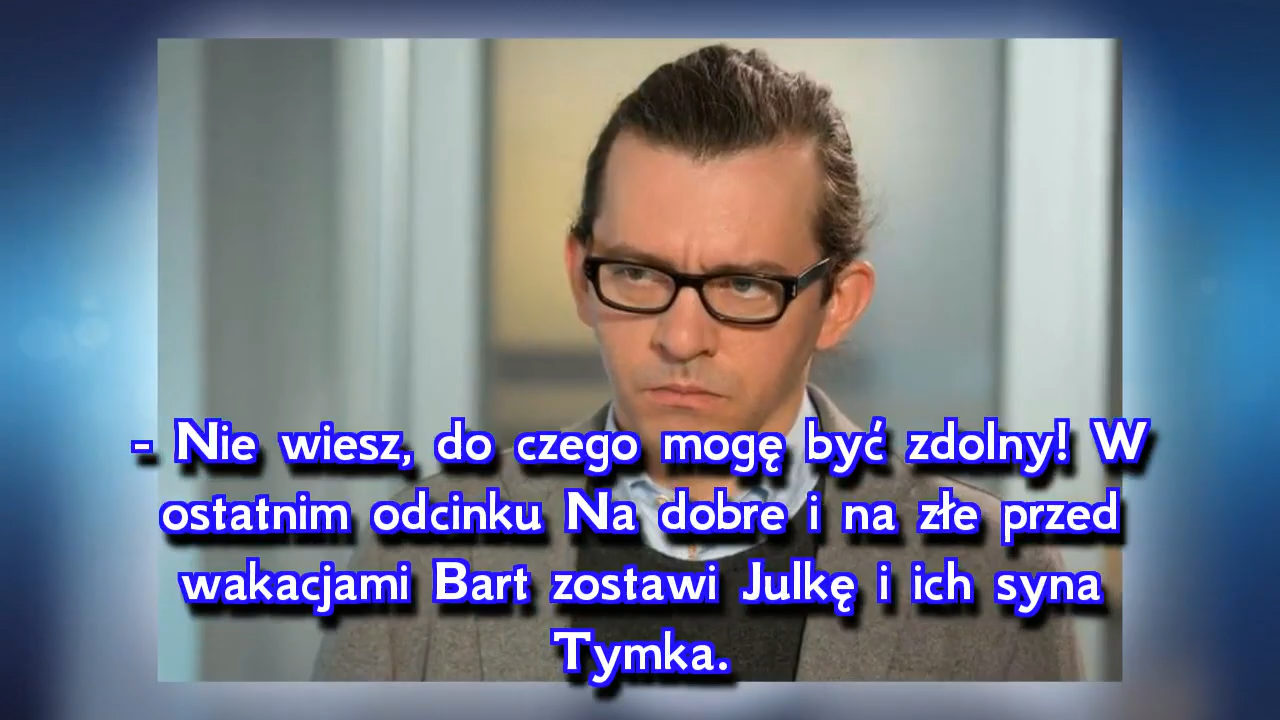 - Nie wiesz, do czego mogę być zdolny! W
ostatnim odcinku Na dobre i na złe przed
wakacjami Bart zostawi Julkę i ich syna
Tymka.